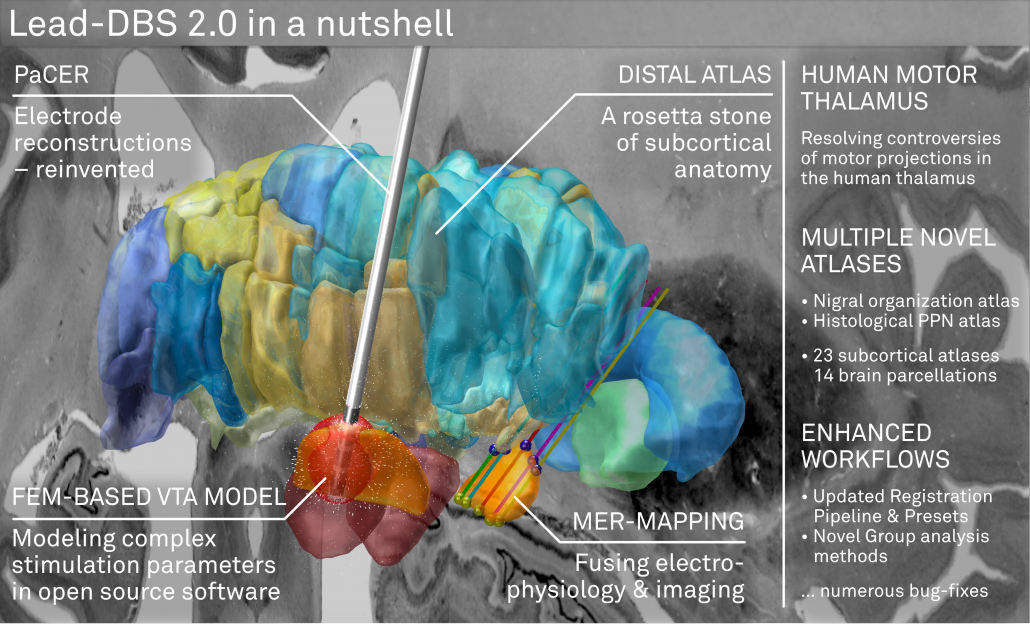 Lead-DBS 2.0 in a nutshell
PaCER
Electrode
reconstructions
– reinvented
DISTAL ATLAS
A rosetta stone
of subcortical
anatomy
FEM-BASED VTA MODEL
Modeling complex
stimulation parameters
in open source software
MER-MAPPING
Fusing electro-
physiology & imaging
HUMAN MOTOR
THALAMUS
Resolving controversies
of motor projections in
the human thalamus
MULTIPLE NOVEL
ATLASES
• Nigral organization atlas
• Histological PPN atlas
• 23 subcortical atlases
14 brain parcellations
ENHANCED
WORKFLOWS
• Updated Registration
Pipeline & Presets
• Novel Group analysis
methods
... numerous bug-fixes